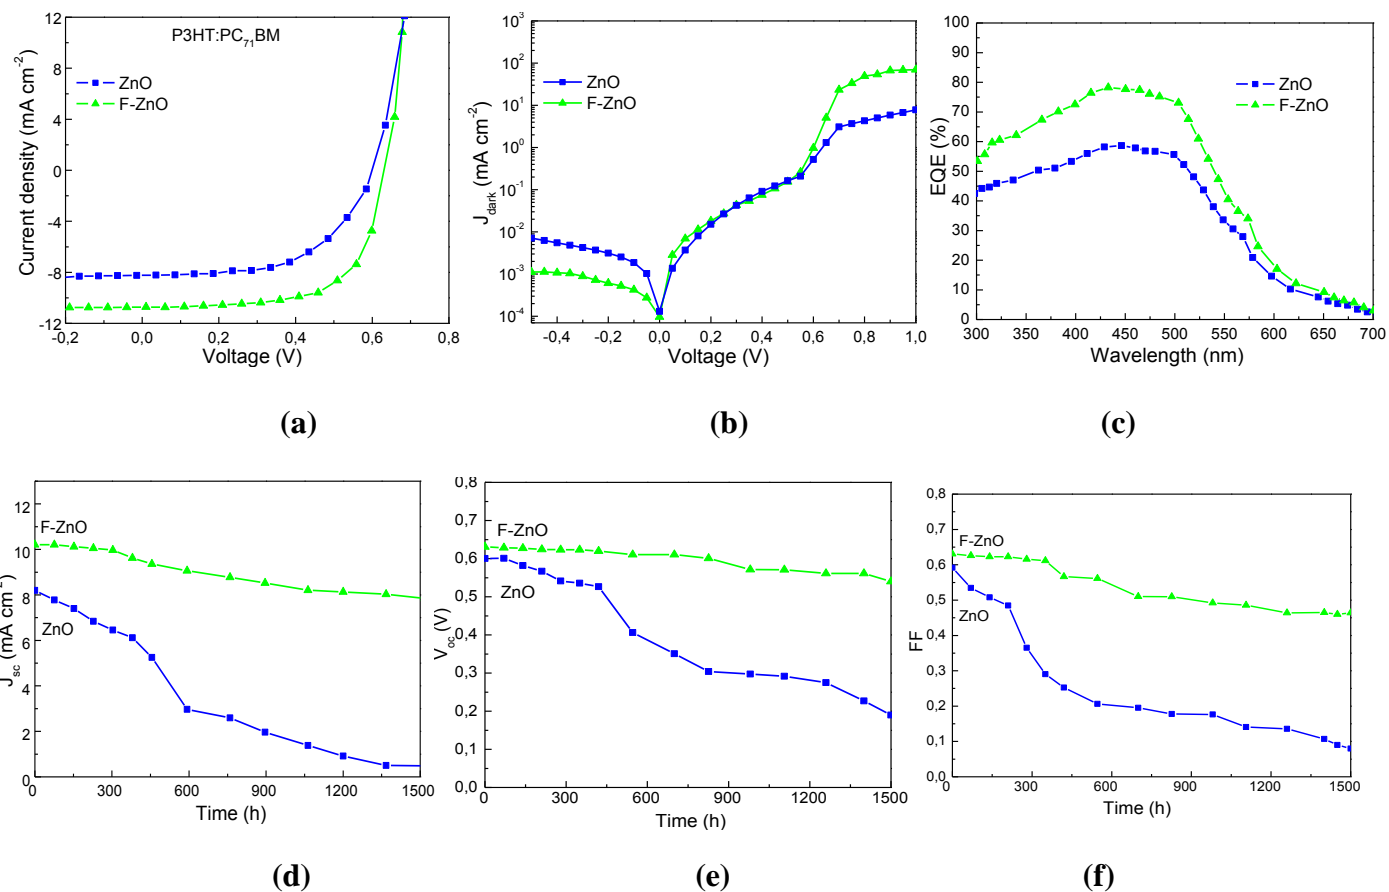 P3HT:PC71BM
ZnO
F-ZnO
Current density (mA cm-2)
12
8
4
0
-4
-8
-12
-0,2 0,0 0,2 0,4 0,6 0,8
Voltage (V)
(a)
ZnO
F-ZnO
Jdark (mA cm-2)
10^3
10^2
10^1
10^0
10^-1
10^-2
10^-3
10^-4
-0,4 -0,2 0,0 0,2 0,4 0,6 0,8 1,0
Voltage (V)
(b)
ZnO
F-ZnO
EQE (%)
100
90
80
70
60
50
40
30
20
10
0
300 350 400 450 500 550 600 650 700
Wavelength (nm)
(c)
F-ZnO
ZnO
Jsc (mA cm-2)
12
10
8
6
4
2
0
0 300 600 900 1200 1500
Time (h)
(d)
F-ZnO
ZnO
Voc (V)
0,8
0,7
0,6
0,5
0,4
0,3
0,2
0,1
0,0
0 300 600 900 1200 1500
Time (h)
(e)
F-ZnO
ZnO
FF
0,8
0,7
0,6
0,5
0,4
0,3
0,2
0,1
0,0
0 300 600 900 1200 1500
Time (h)
(f)